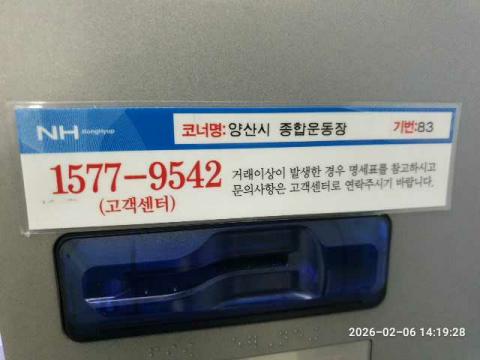 NH NongHyup 코너명: 양산시 종합운동장 기번:83
1577-9542
(고객센터)
거래이상이 발생한 경우 명세표를 참고하시고
문의사항은 고객센터로 연락주시기 바랍니다.
2026-02-06 14:19:28